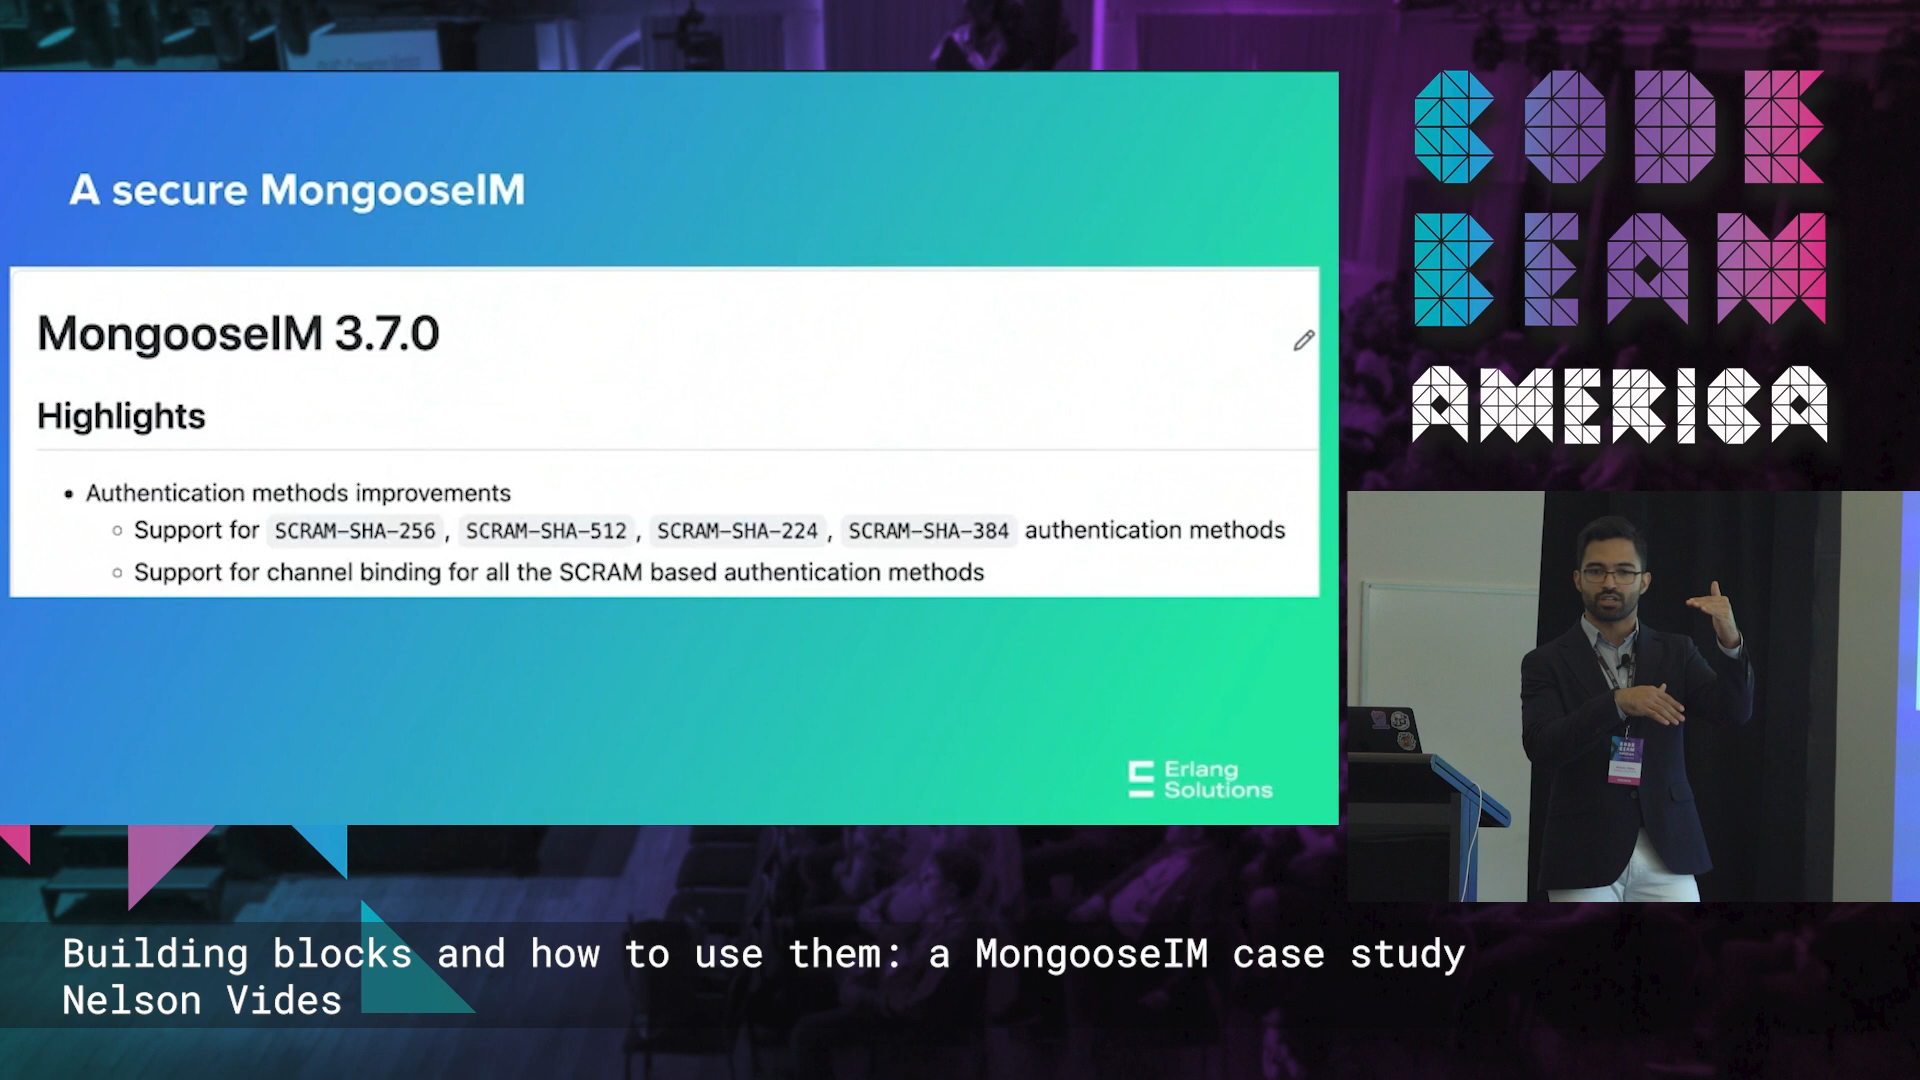 A secure MongooseIM
MongooseIM 3.7.0
Highlights
• Authentication methods improvements
○ Support for SCRAM-SHA-256 , SCRAM-SHA-512 , SCRAM-SHA-224 , SCRAM-SHA-384 authentication methods
○ Support for channel binding for all the SCRAM based authentication methods
Erlang
Solutions
CODE
BEAM
AMERICA
Building blocks and how to use them: a MongooseIM case study
Nelson Vides